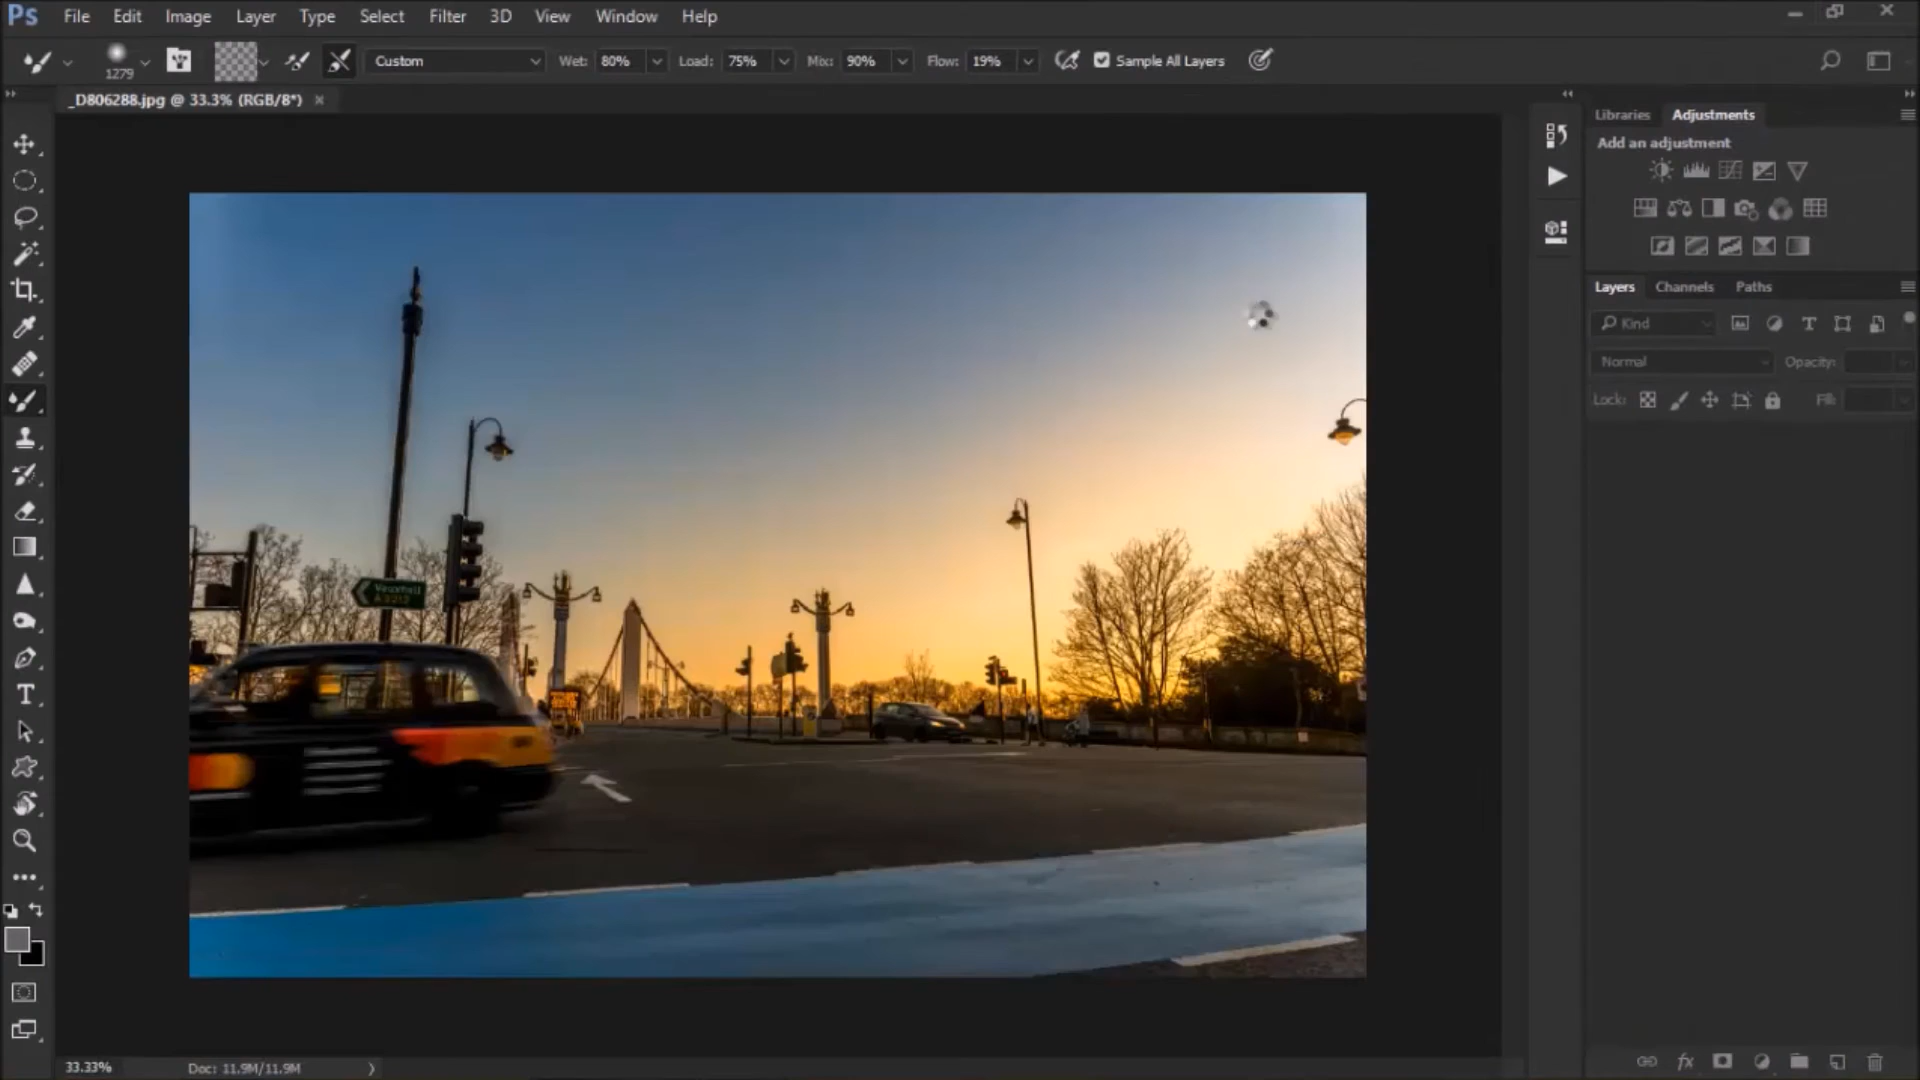 Ps File Edit Image Layer Type Select Filter 3D View Window Help
1279 Custom Wet: 80% Load: 75% Mix: 90% Flow: 19% Sample All Layers
_D806288.jpg @ 33.3% (RGB/8*) ×
Libraries Adjustments
Add an adjustment
Layers Channels Paths
Kind
Normal Opacity:
Lock: Fill:
Vauxhall
A3212
33.33% Doc: 11.9M/11.9M